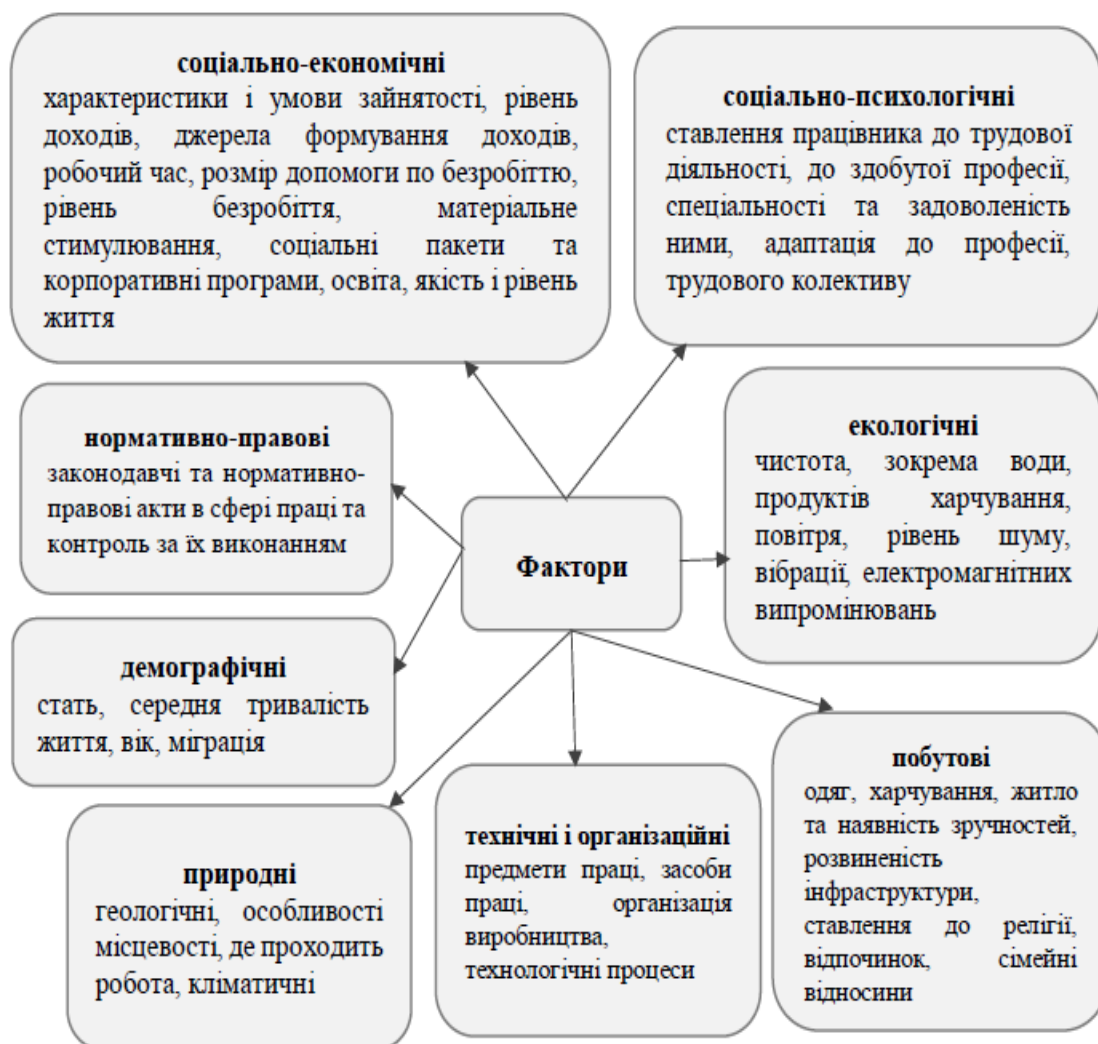 соціально-економічні
характеристики і умови зайнятості, рівень
доходів, джерела формування доходів,
робочий час, розмір допомоги по безробіттю,
рівень безробіття, матеріальне
стимулювання, соціальні пакети та
корпоративні програми, освіта, якість і рівень
життя
соціально-психологічні
ставлення працівника до трудової
діяльності, до здобутої професії,
спеціальності та задоволеність
ними, адаптація до професії,
трудового колективу
нормативно-правові
законодавчі та нормативно-
правові акти в сфері праці та
контроль за їх виконанням
Фактори
екологічні
чистота, зокрема води,
продуктів харчування,
повітря, рівень шуму,
вібрації, електромагнітних
випромінювань
демографічні
стать, середня тривалість
життя, вік, міграція
природні
геологічні, особливості
місцевості, де проходить
робота, кліматичні
технічні і організаційні
предмети праці, засоби
праці, організація
виробництва,
технологічні процеси
побутові
одяг, харчування, житло
та наявність зручностей,
розвиненість
інфраструктури,
ставлення до релігії,
відпочинок, сімейні
відносини